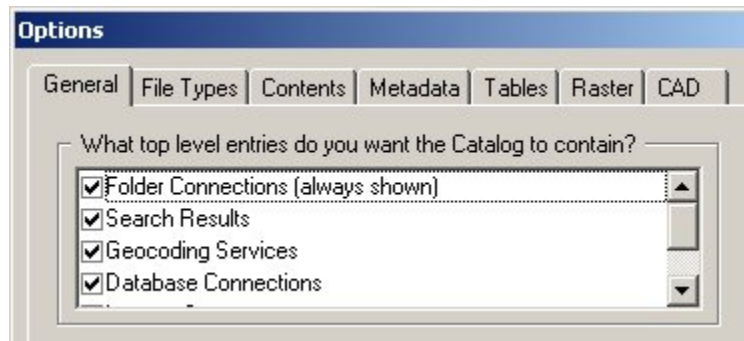 Options
General File Types Contents Metadata Tables Raster CAD
What top level entries do you want the Catalog to contain?
Folder Connections (always shown)
Search Results
Geocoding Services
Database Connections